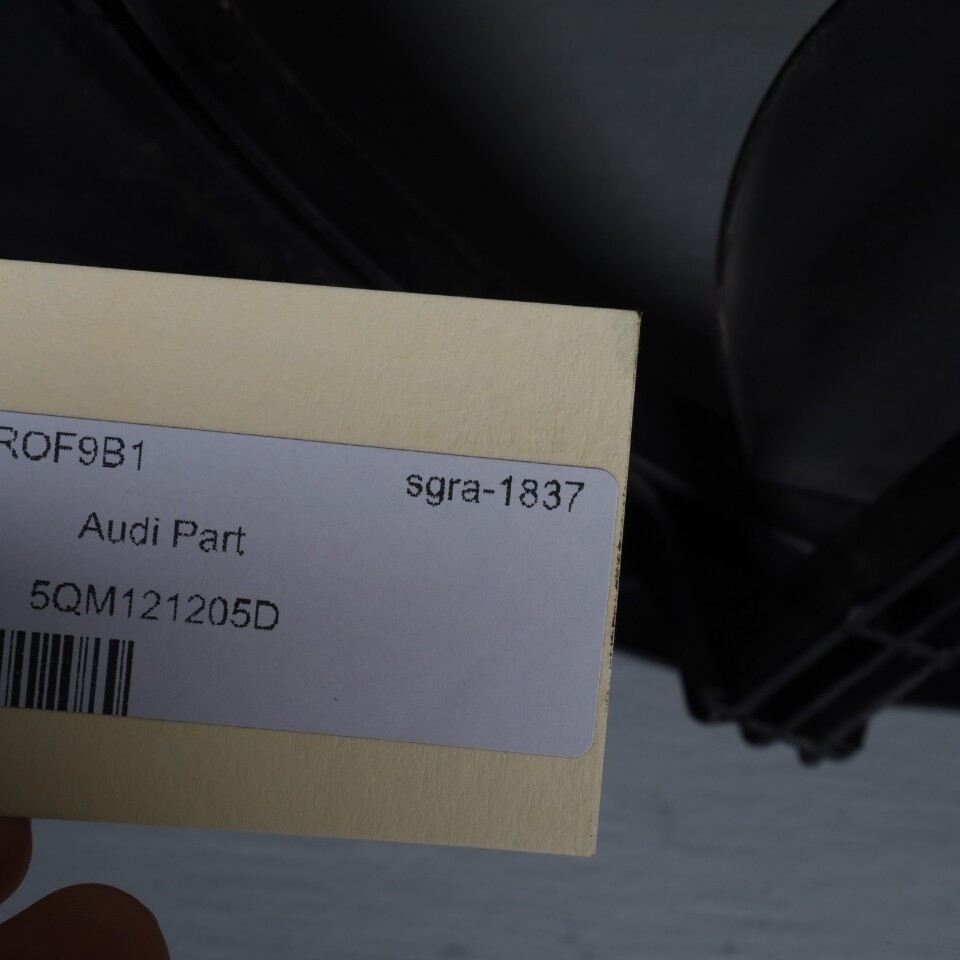 ROF9B1
sgra-1837
Audi Part
5QM121205D